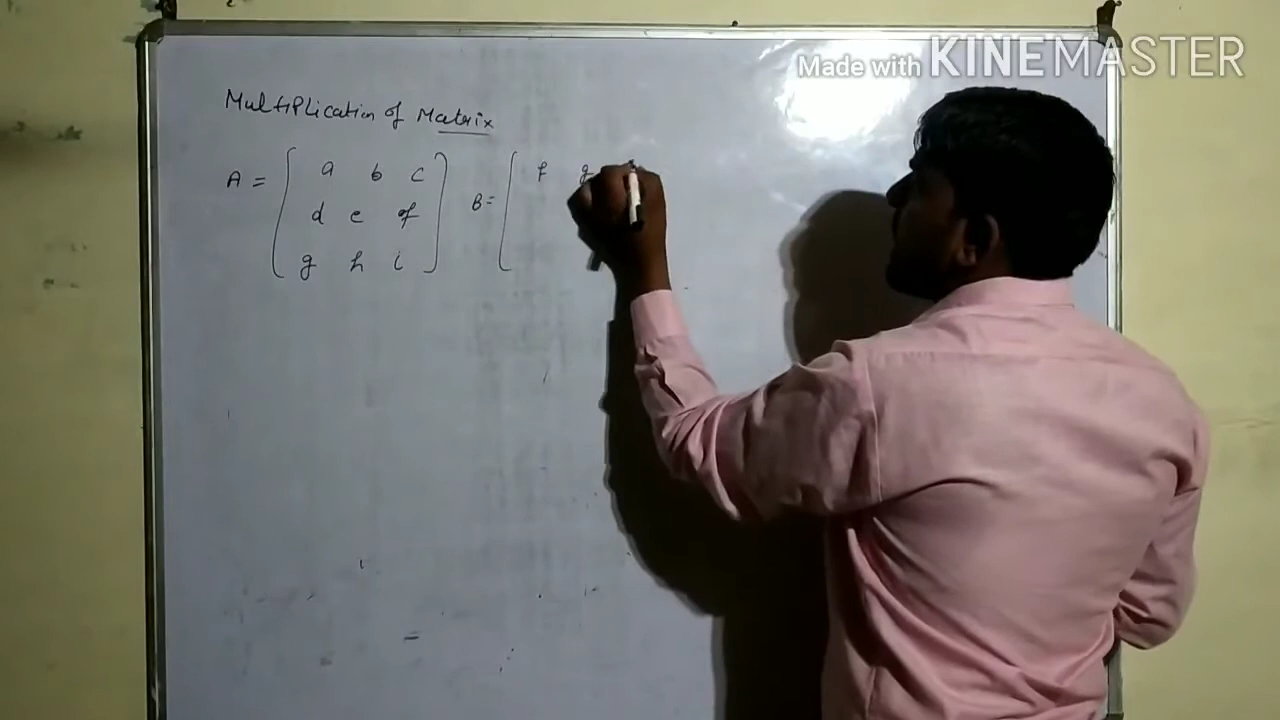 Made with KINEMASTER
Multiplication of Matrix
A = a b c B = f g
d e f
g h i